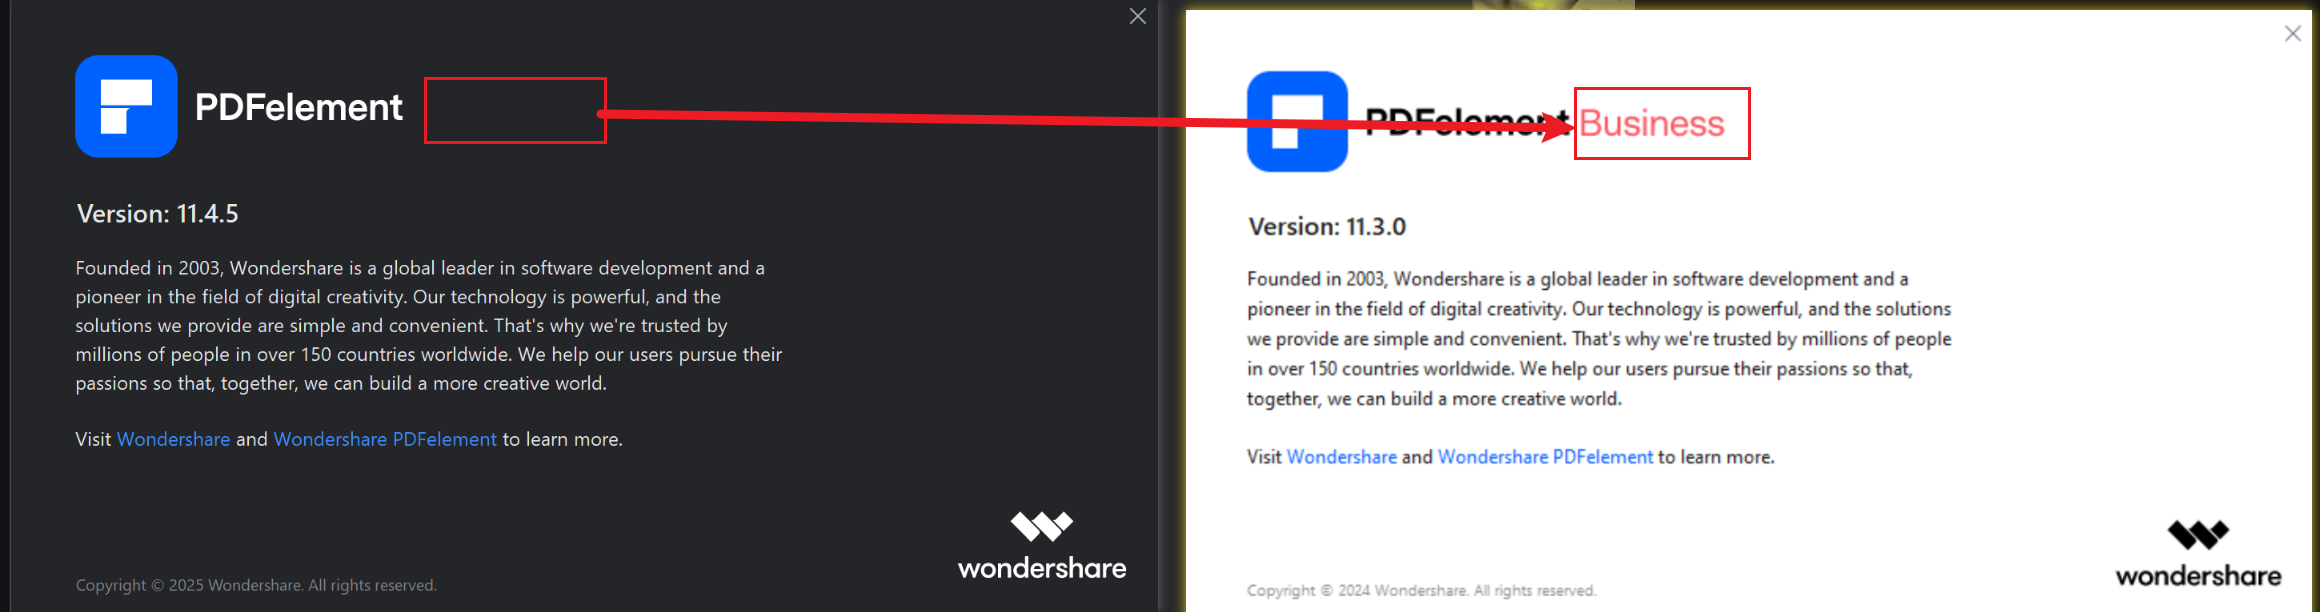 PDFelement
Version: 11.4.5
Founded in 2003, Wondershare is a global leader in software development and a
pioneer in the field of digital creativity. Our technology is powerful, and the
solutions we provide are simple and convenient. That's why we're trusted by
millions of people in over 150 countries worldwide. We help our users pursue their
passions so that, together, we can build a more creative world.
Visit Wondershare and Wondershare PDFelement to learn more.
wondershare
Copyright © 2025 Wondershare. All rights reserved.
PDFelement Business
Version: 11.3.0
Founded in 2003, Wondershare is a global leader in software development and a
pioneer in the field of digital creativity. Our technology is powerful, and the solutions
we provide are simple and convenient. That's why we're trusted by millions of people
in over 150 countries worldwide. We help our users pursue their passions so that,
together, we can build a more creative world.
Visit Wondershare and Wondershare PDFelement to learn more.
wondershare
Copyright © 2024 Wondershare. All rights reserved.